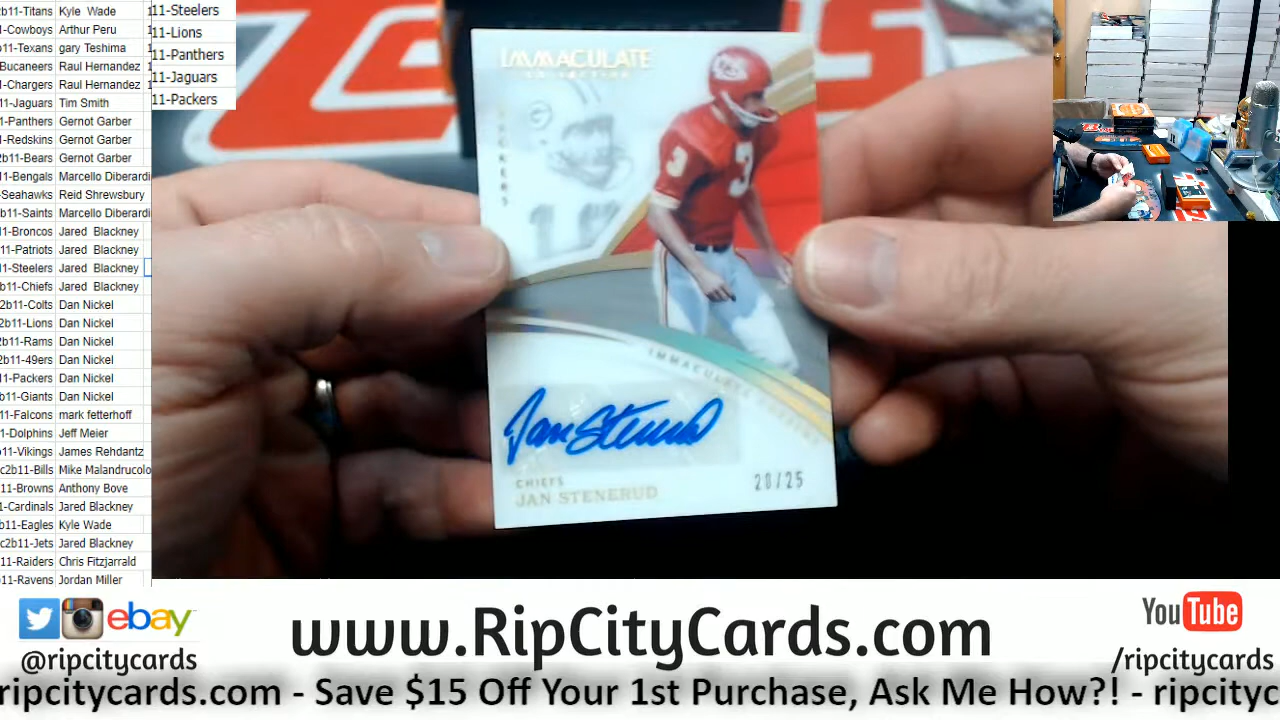 b11-Titans Kyle Wade
-Cowboys Arthur Peru
b11-Texans gary Teshima
Bucaneers Raul Hernandez
Chargers Raul Hernandez
11-Jaguars Tim Smith
1-Panthers Gernot Garber
-Redskins Gernot Garber
2b11-Bears Gernot Garber
11-Bengals Marcello Diberardi
-Seahawks Reid Shrewsbury
b11-Saints Marcello Diberardi
11-Broncos Jared Blackney
11-Patriots Jared Blackney
11-Steelers Jared Blackney
11-Chiefs Jared Blackney
2b11-Colts Dan Nickel
2b11-Lions Dan Nickel
2b11-Rams Dan Nickel
2b11-49ers Dan Nickel
11-Packers Dan Nickel
b11-Giants Dan Nickel
11-Falcons mark fetterhoff
1-Dolphins Jeff Meier
11-Vikings James Rehdantz
c2b11-Bills Mike Malandrucolo
11-Browns Anthony Bove
1-Cardinals Jared Blackney
b11-Eagles Kyle Wade
c2b11-Jets Jared Blackney
11-Raiders Chris Fitzjarrald
11-Ravens Jordan Miller
11-Steelers
11-Lions
11-Panthers
11-Jaguars
11-Packers
IMMACULATE
COLLECTION
3
3
Jan Stenerud
CHIEFS
JAN STENERUD
20/25
ebay
@ripcitycards
www.RipCityCards.com
YouTube
/ripcitycards
ripcitycards.com - Save $15 Off Your 1st Purchase, Ask Me How?! - ripcityc